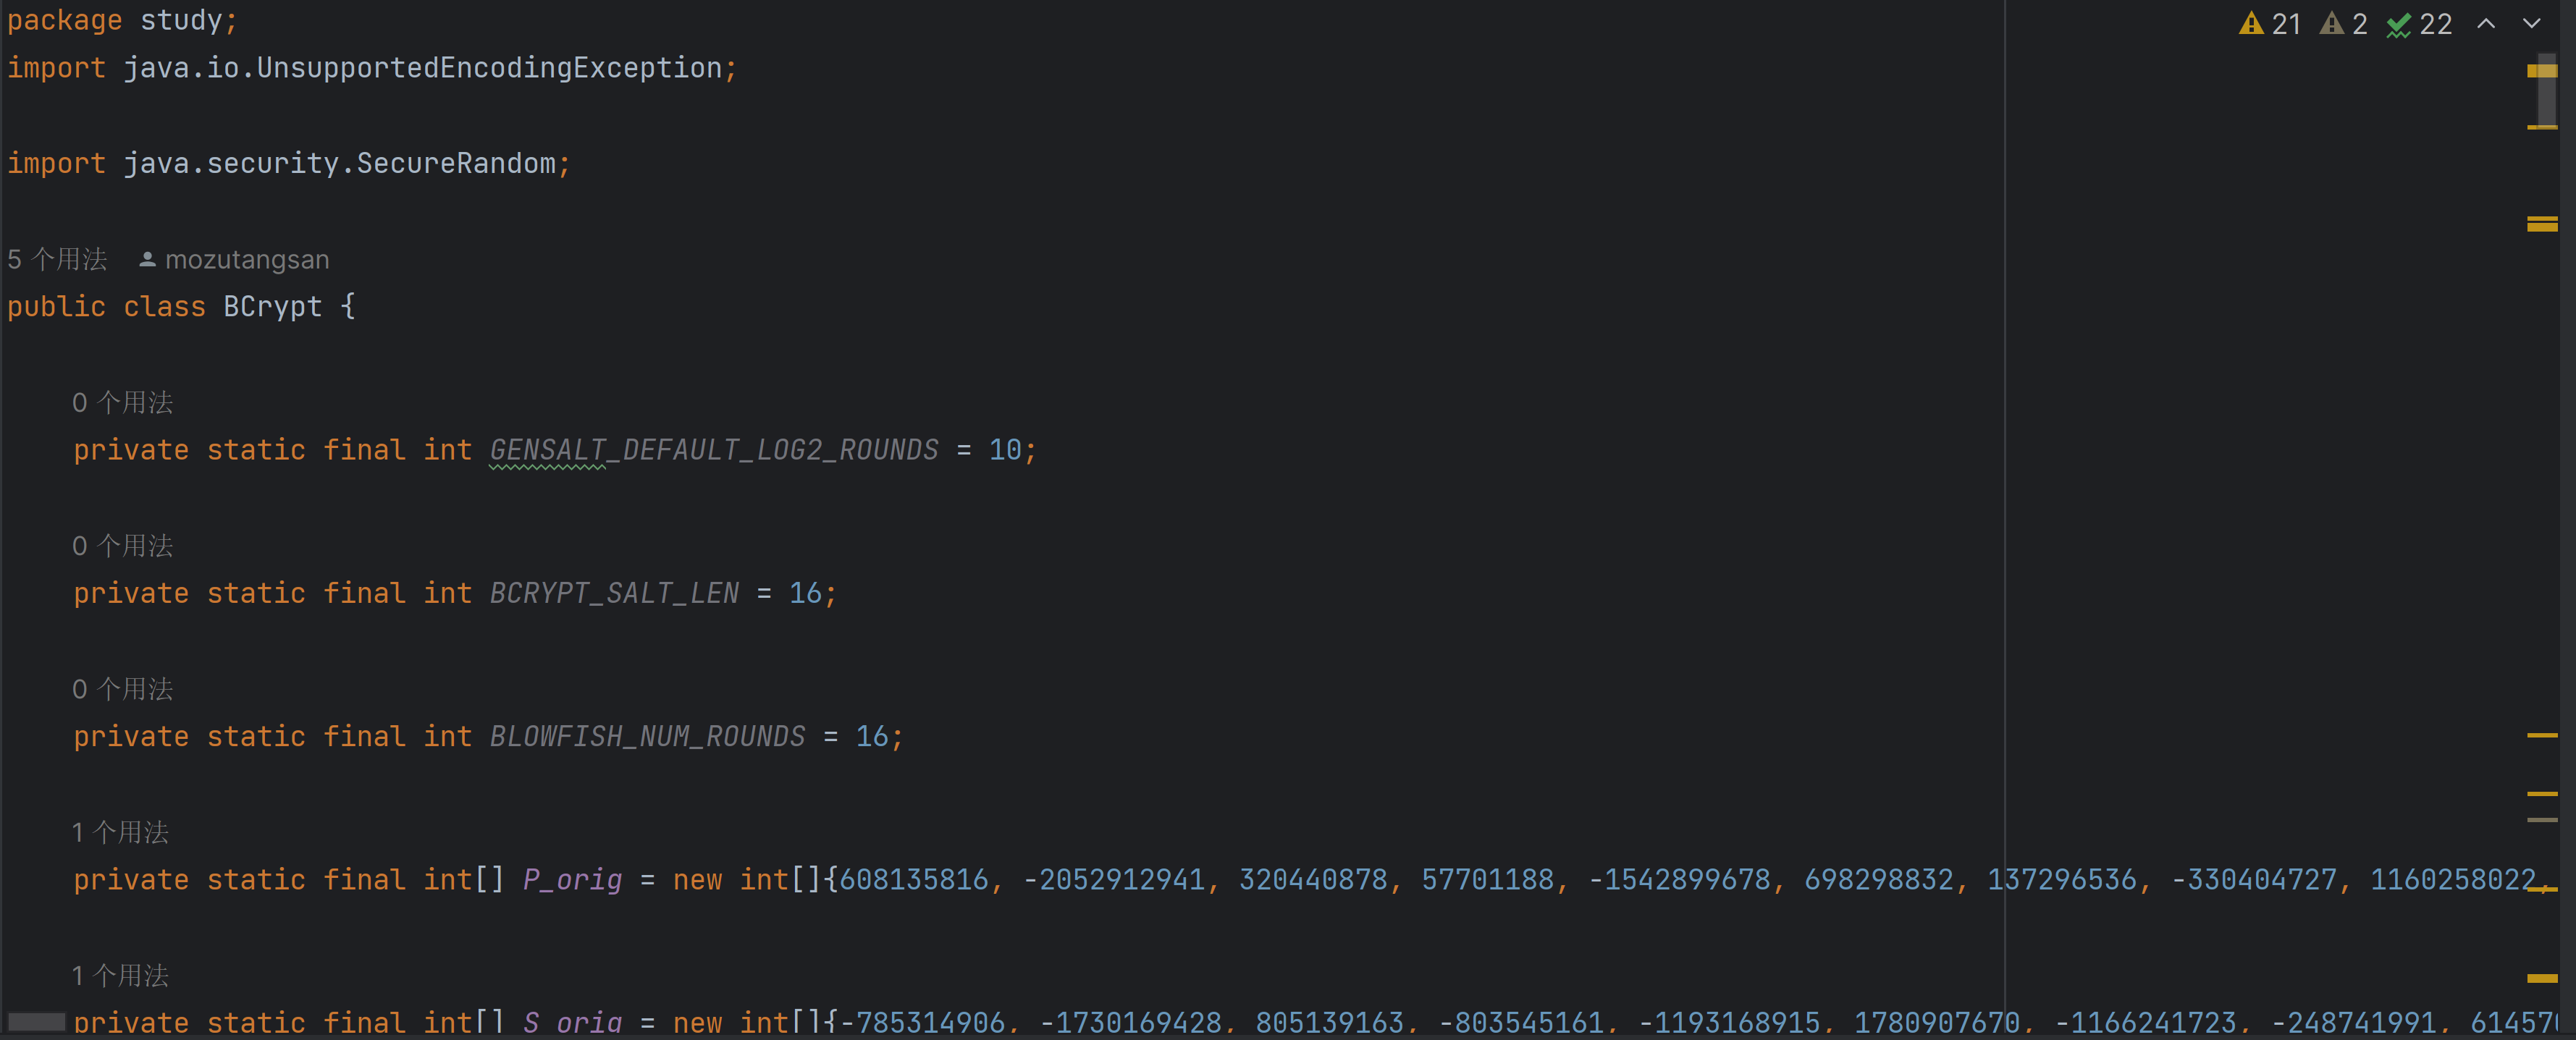 package study;
21 2 22
import java.io.UnsupportedEncodingException;
import java.security.SecureRandom;
5 个用法 mozutangsan
public class BCrypt {
0 个用法
private static final int GENSALT_DEFAULT_LOG2_ROUNDS = 10;
0 个用法
private static final int BCRYPT_SALT_LEN = 16;
0 个用法
private static final int BLOWFISH_NUM_ROUNDS = 16;
1 个用法
private static final int[] P_orig = new int[]{608135816, -2052912941, 320440878, 57701188, -1542899678, 698298832, 137296536, -330404727, 1160258022,
1 个用法
private static final int[] S_orig = new int[]{-785314906, -1730169428, 805139163, -803545161, -1193168915, 1780907670, -1166241723, -248741991,